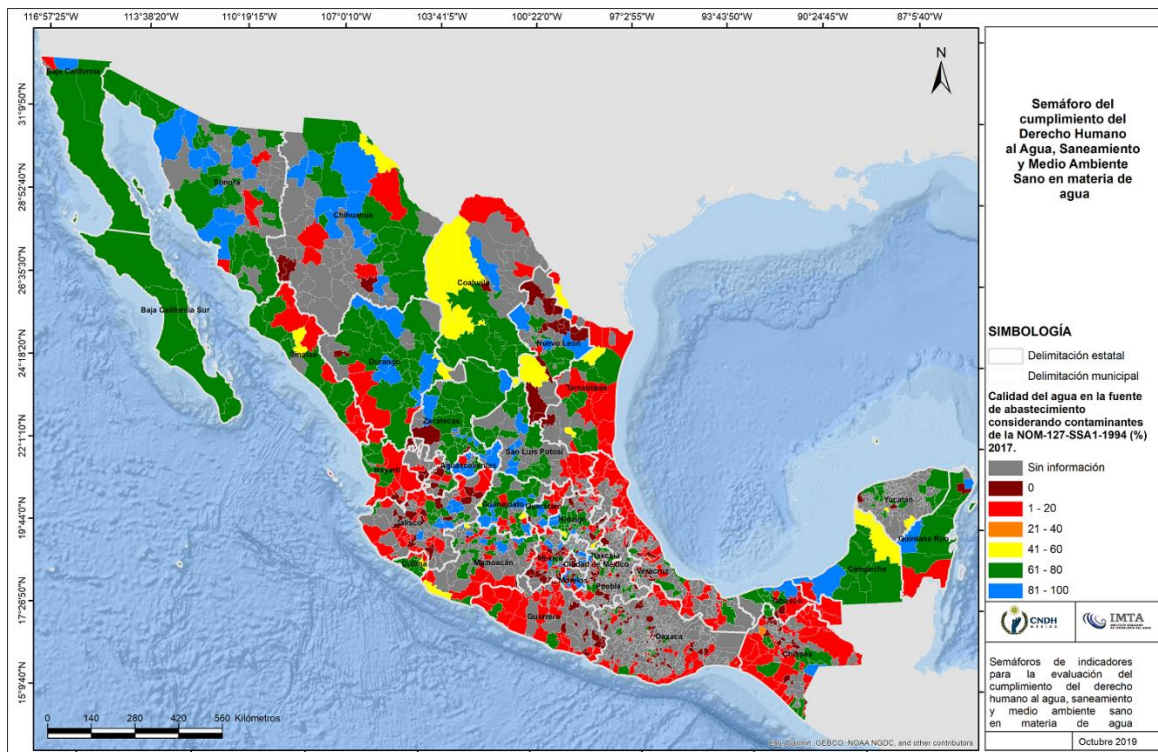 116°57'25"W
113°38'20"W
110°19'15"W
107°0'10"W
103°41'5"W
100°22'0"W
97°2'55"W
93°43'50"W
90°24'45"W
87°5'40"W
31°9'50"N
28°52'40"N
26°35'30"N
24°18'20"N
22°1'10"N
19°44'0"N
17°26'50"N
15°9'40"N
N
Baja California
Sonora
Chihuahua
Coahuila
Baja California Sur
Sinaloa
Durango
Nuevo León
Tamaulipas
Zacatecas
San Luis Potosí
Nayarit
Aguascalientes
Guanajuato
Querétaro
Hidalgo
Jalisco
Yucatán
Quintana Roo
Campeche
Colima
Michoacán
México
Tlaxcala
Ciudad de México
Veracruz
Morelos
Puebla
Tabasco
Guerrero
Oaxaca
Chiapas
0 140 280 420 560 Kilómetros
Esri, Garmin, GEBCO, NOAA NGDC, and other contributors
Semáforo del
cumplimiento del
Derecho Humano
al Agua, Saneamiento
y Medio Ambiente
Sano en materia de
agua
SIMBOLOGÍA
Delimitación estatal
Delimitación municipal
Calidad del agua en la fuente
de abastecimiento
considerando contaminantes
de la NOM-127-SSA1-1994 (%)
2017.
Sin información
0
1 - 20
21 - 40
41 - 60
61 - 80
81 - 100
CNDH
MÉXICO
IMTA
Semáforos de indicadores
para la evaluación del
cumplimiento del derecho
humano al agua, saneamiento
y medio ambiente sano
en materia de agua
Octubre 2019